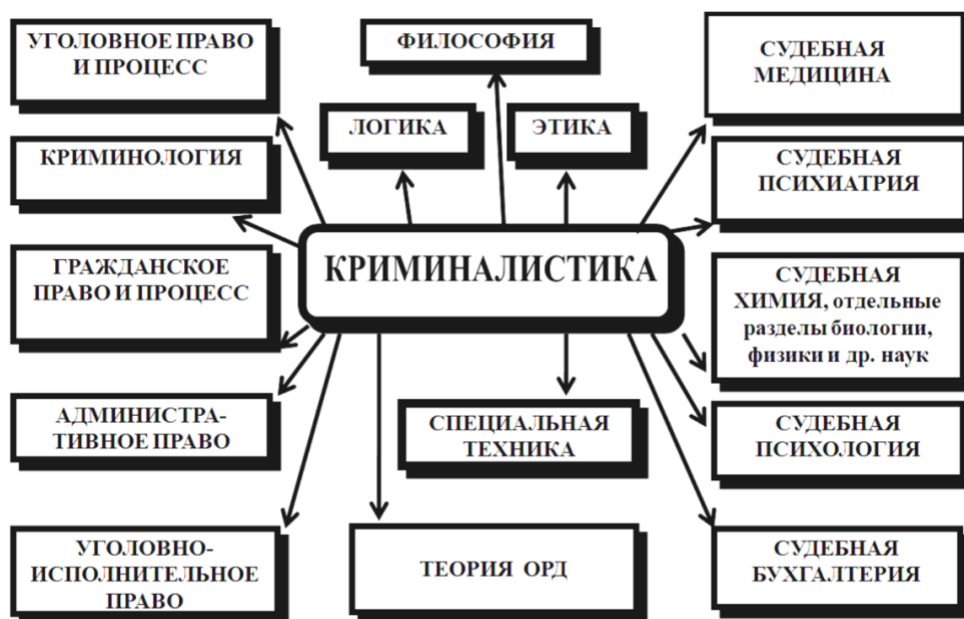 УГОЛОВНОЕ ПРАВО
И ПРОЦЕСС
ФИЛОСОФИЯ
СУДЕБНАЯ
МЕДИЦИНА
ЛОГИКА
ЭТИКА
КРИМИНОЛОГИЯ
СУДЕБНАЯ
ПСИХИАТРИЯ
КРИМИНАЛИСТИКА
ГРАЖДАНСКОЕ
ПРАВО И ПРОЦЕСС
СУДЕБНАЯ
ХИМИЯ, отдельные
разделы биологии,
физики и др. наук
АДМИНИСТРА-
ТИВНОЕ ПРАВО
СПЕЦИАЛЬНАЯ
ТЕХНИКА
СУДЕБНАЯ
ПСИХОЛОГИЯ
УГОЛОВНО-
ИСПОЛНИТЕЛЬНОЕ
ПРАВО
ТЕОРИЯ ОРД
СУДЕБНАЯ
БУХГАЛТЕРИЯ